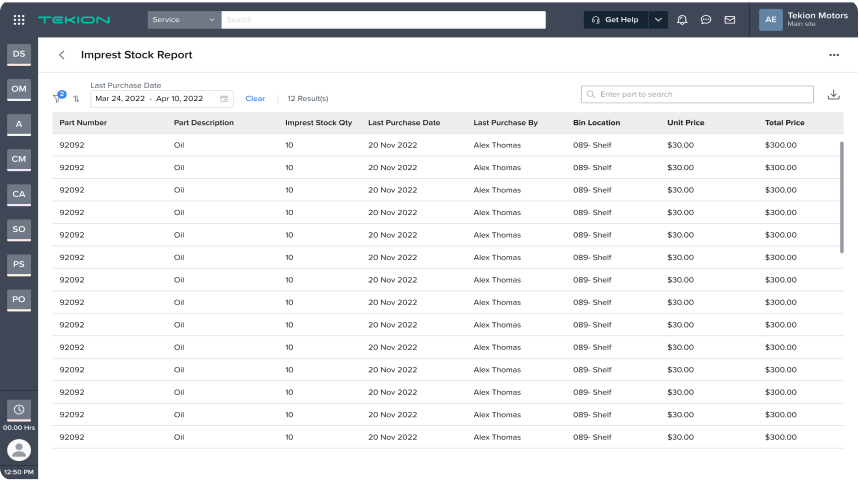 TEKION
Service
Search
Get Help
AE
Tekion Motors
Main site
DS
OM
A
CM
CA
SO
PS
PO
00.00 Hrs
12:50 PM
Imprest Stock Report
2
Last Purchase Date
Mar 24, 2022 - Apr 10, 2022
Clear
12 Result(s)
Enter part to search
Part Number Part Description Imprest Stock Qty Last Purchase Date Last Purchase By Bin Location Unit Price Total Price
92092 Oil 10 20 Nov 2022 Alex Thomas 089- Shelf $30.00 $300.00
92092 Oil 10 20 Nov 2022 Alex Thomas 089- Shelf $30.00 $300.00
92092 Oil 10 20 Nov 2022 Alex Thomas 089- Shelf $30.00 $300.00
92092 Oil 10 20 Nov 2022 Alex Thomas 089- Shelf $30.00 $300.00
92092 Oil 10 20 Nov 2022 Alex Thomas 089- Shelf $30.00 $300.00
92092 Oil 10 20 Nov 2022 Alex Thomas 089- Shelf $30.00 $300.00
92092 Oil 10 20 Nov 2022 Alex Thomas 089- Shelf $30.00 $300.00
92092 Oil 10 20 Nov 2022 Alex Thomas 089- Shelf $30.00 $300.00
92092 Oil 10 20 Nov 2022 Alex Thomas 089- Shelf $30.00 $300.00
92092 Oil 10 20 Nov 2022 Alex Thomas 089- Shelf $30.00 $300.00
92092 Oil 10 20 Nov 2022 Alex Thomas 089- Shelf $30.00 $300.00
92092 Oil 10 20 Nov 2022 Alex Thomas 089- Shelf $30.00 $300.00
92092 Oil 10 20 Nov 2022 Alex Thomas 089- Shelf $30.00 $300.00
92092 Oil 10 20 Nov 2022 Alex Thomas 089- Shelf $30.00 $300.00